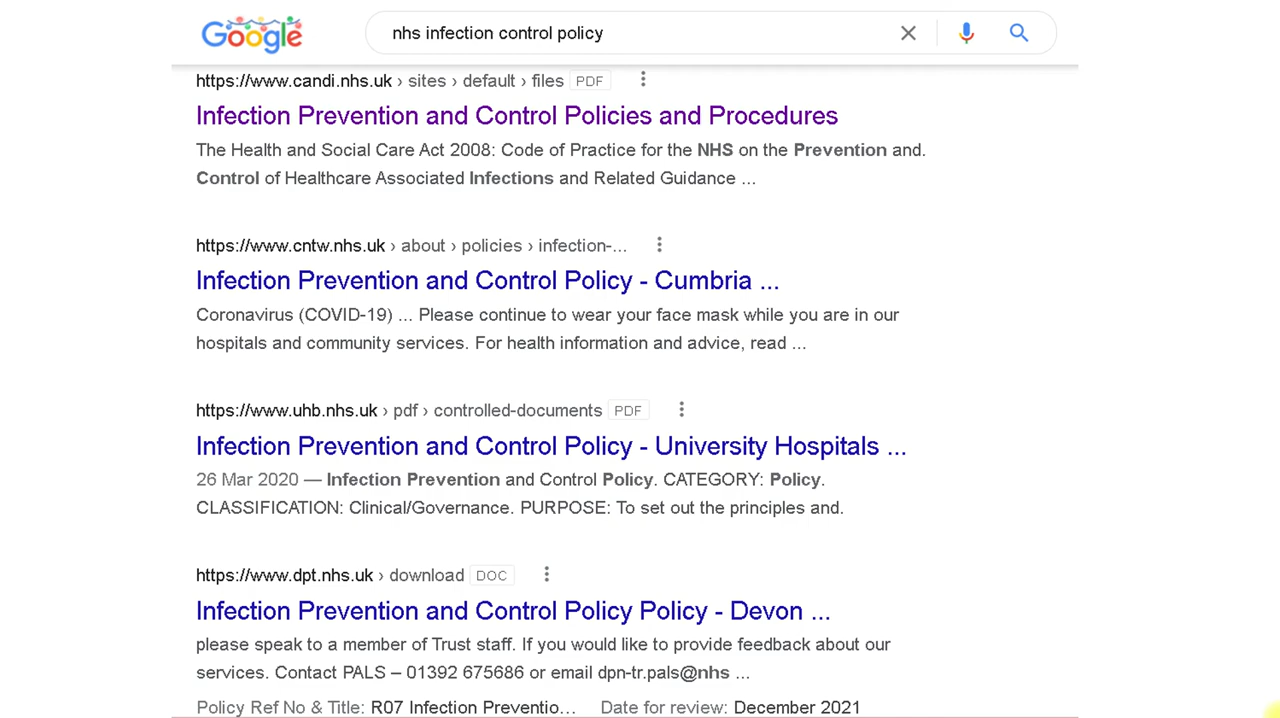 Google
nhs infection control policy
https://www.candi.nhs.uk › sites › default › files PDF
Infection Prevention and Control Policies and Procedures
The Health and Social Care Act 2008: Code of Practice for the NHS on the Prevention and.
Control of Healthcare Associated Infections and Related Guidance ...
https://www.cntw.nhs.uk › about › policies › infection-...
Infection Prevention and Control Policy - Cumbria ...
Coronavirus (COVID-19) ... Please continue to wear your face mask while you are in our
hospitals and community services. For health information and advice, read ...
https://www.uhb.nhs.uk › pdf › controlled-documents PDF
Infection Prevention and Control Policy - University Hospitals ...
26 Mar 2020 — Infection Prevention and Control Policy. CATEGORY: Policy.
CLASSIFICATION: Clinical/Governance. PURPOSE: To set out the principles and.
https://www.dpt.nhs.uk › download DOC
Infection Prevention and Control Policy Policy - Devon ...
please speak to a member of Trust staff. If you would like to provide feedback about our
services. Contact PALS – 01392 675686 or email dpn-tr.pals@nhs ...
Policy Ref No & Title: R07 Infection Preventio... Date for review: December 2021